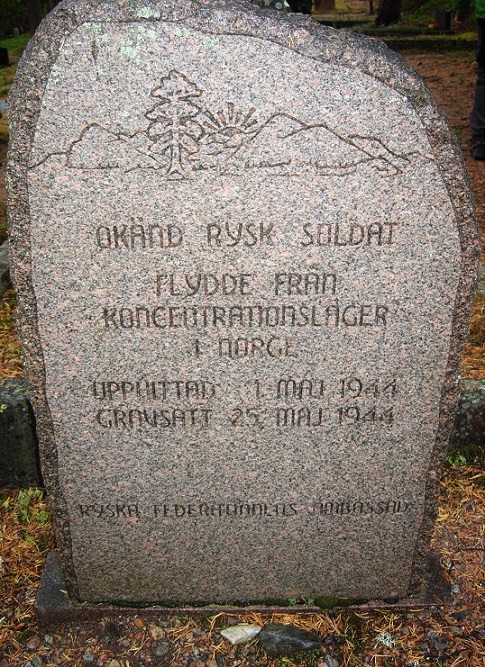 OKÄND RYSK SOLDAT
FLYDDE FRÅN
KONCENTRATIONSLÄGER
I NORGE
UPPHITTAD 1. MAJ 1944
GRAVSATT 25. MAJ 1944
RYSKA FEDERATIONENS AMBASSAD